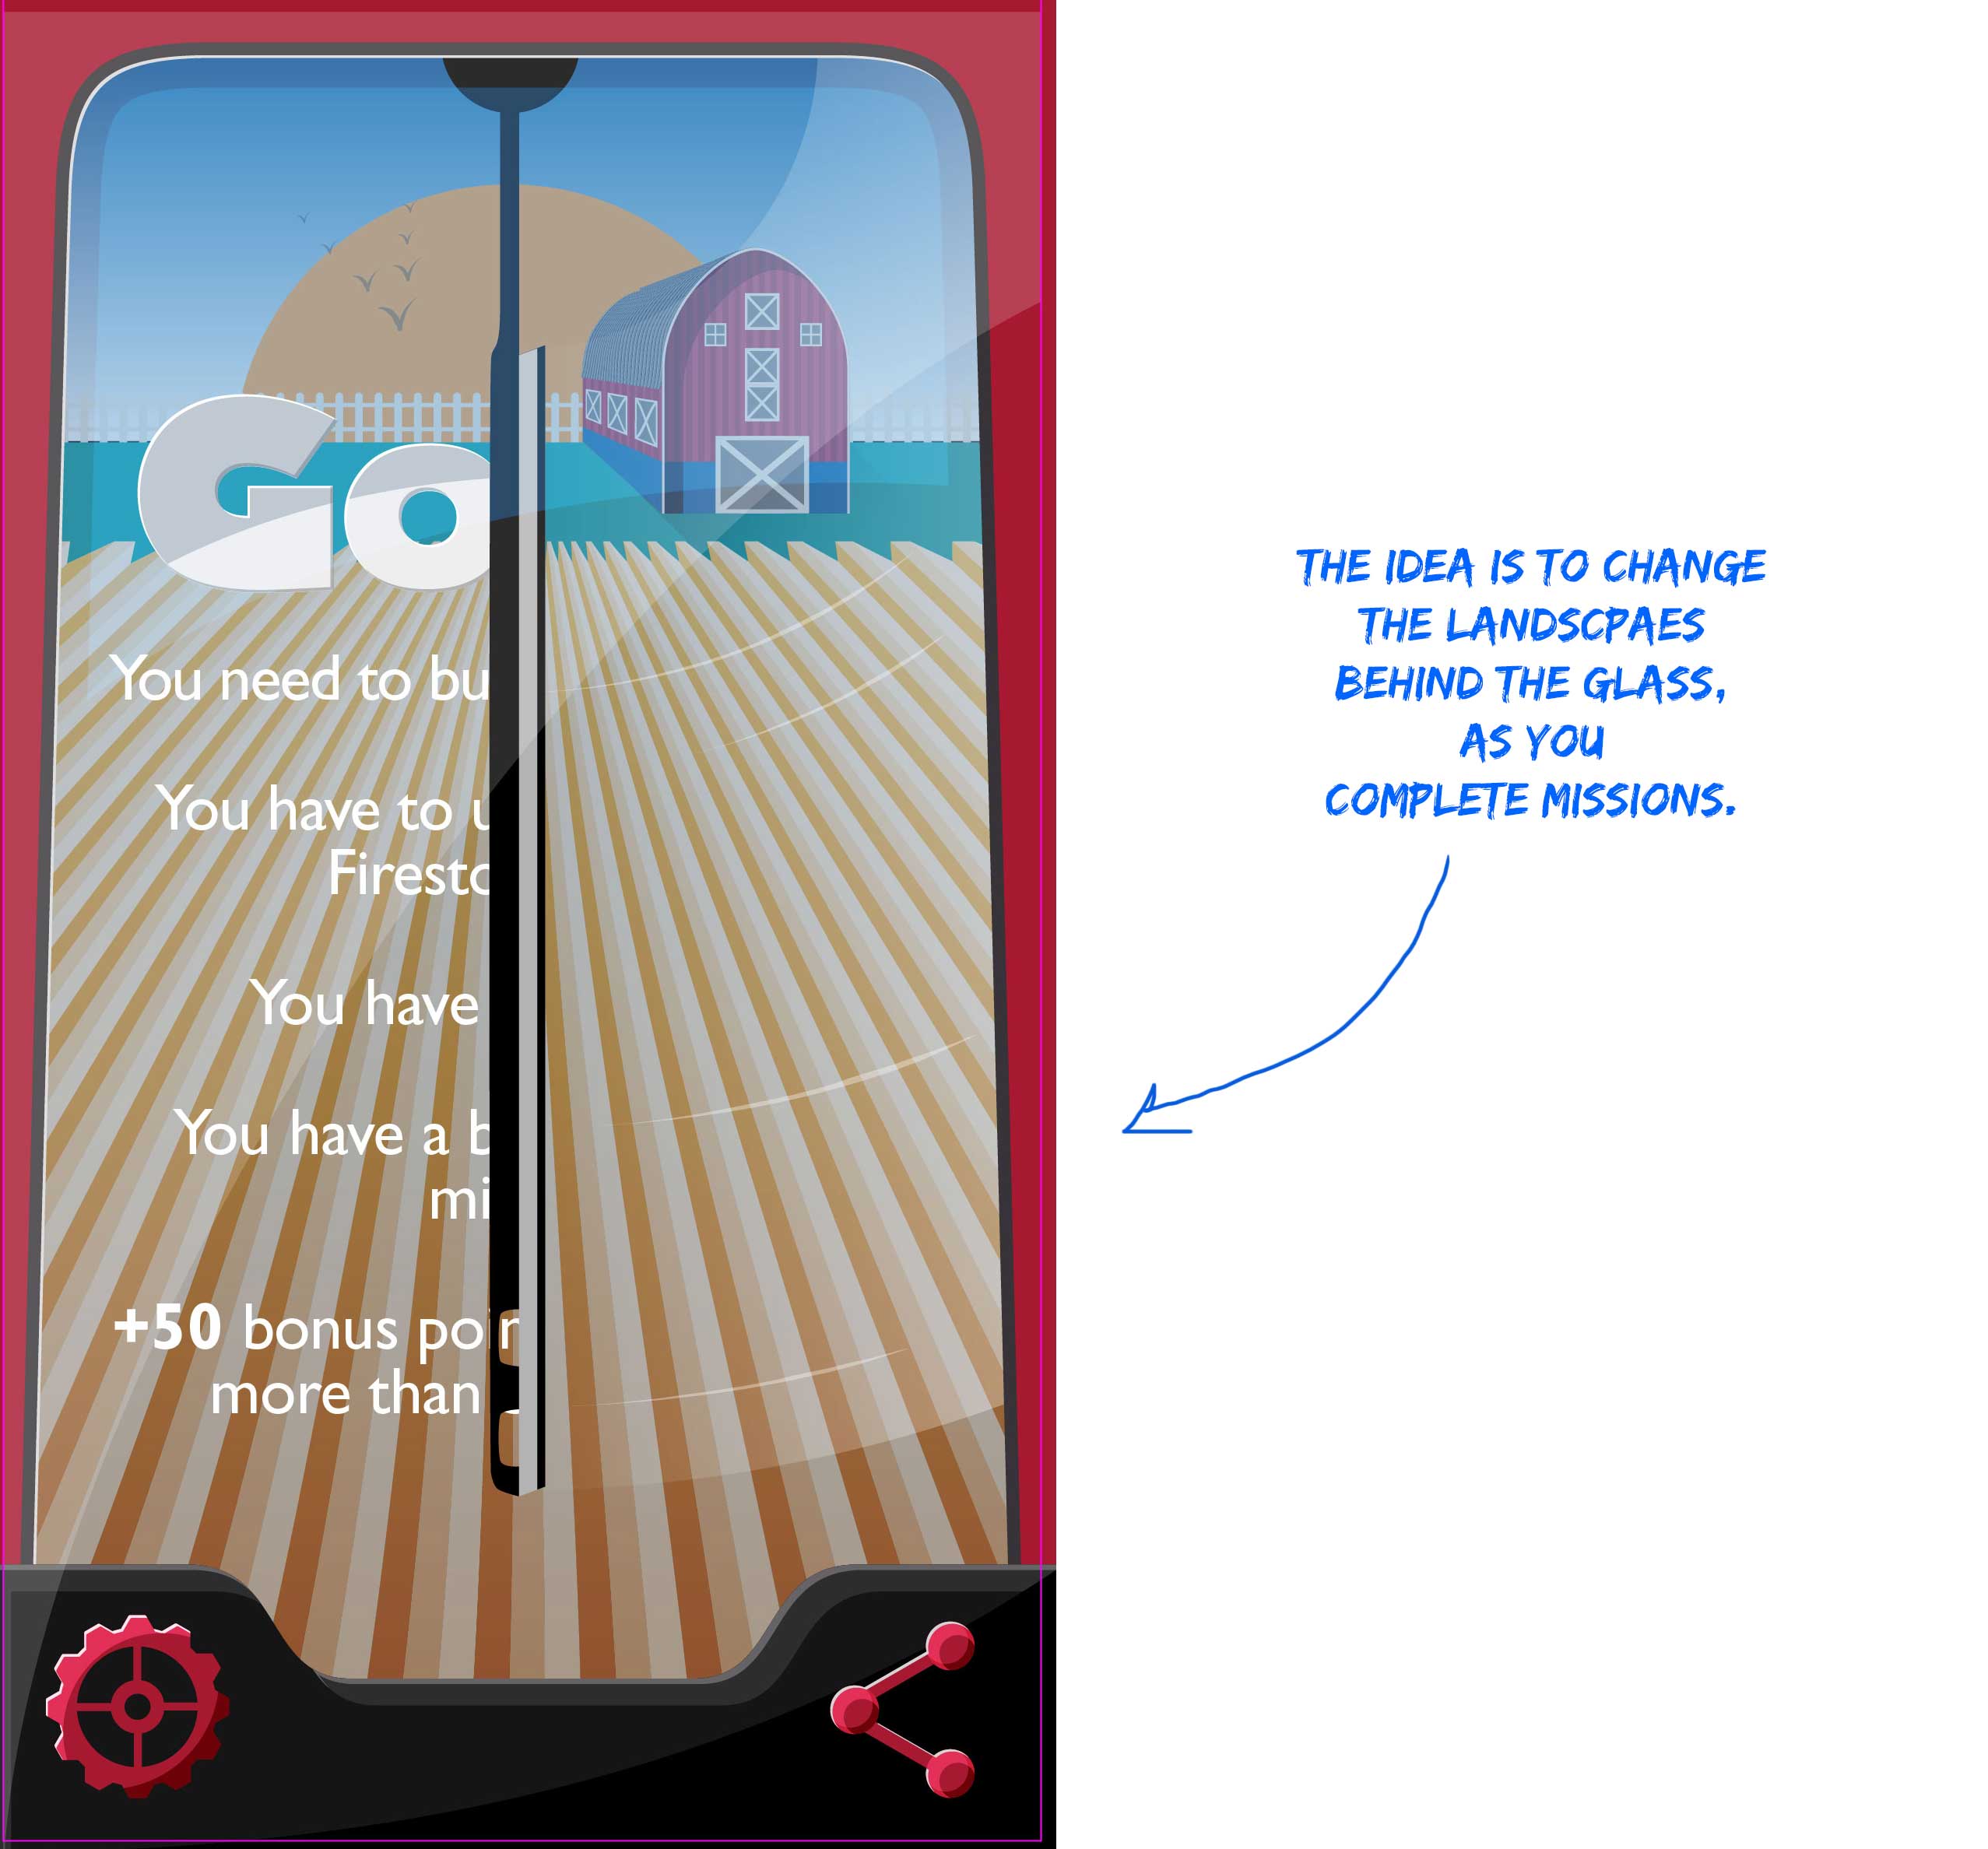 Go
You need to bu
You have to u
Firesto
You have
You have a b
mi
+50 bonus poin
more than
THE IDEA IS TO CHANGE
THE LANDSCPAES
BEHIND THE GLASS,
AS YOU
COMPLETE MISSIONS.